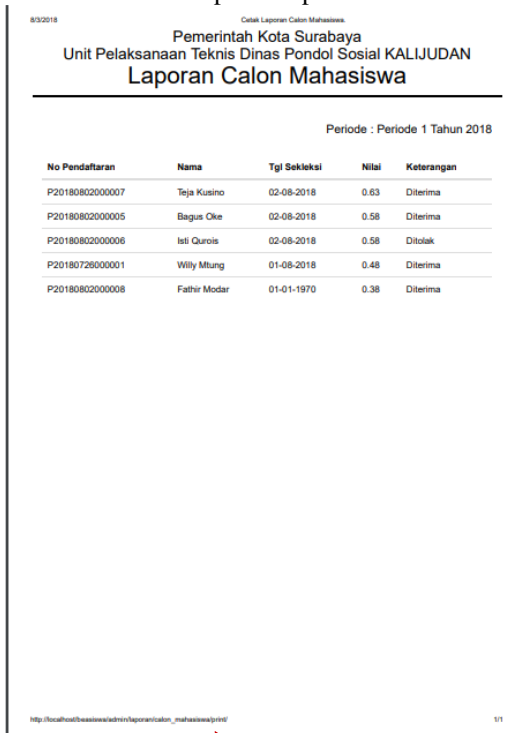 8/3/2018 Cetak Laporan Calon Mahasiswa.
Pemerintah Kota Surabaya
Unit Pelaksanaan Teknis Dinas Pondol Sosial KALIJUDAN
Laporan Calon Mahasiswa
Periode : Periode 1 Tahun 2018
No Pendaftaran Nama Tgl Sekleksi Nilai Keterangan
P20180802000007 Teja Kusino 02-08-2018 0.63 Diterima
P20180802000005 Bagus Oke 02-08-2018 0.58 Diterima
P20180802000006 Isti Qurois 02-08-2018 0.58 Ditolak
P20180726000001 Willy Mtung 01-08-2018 0.48 Diterima
P20180802000008 Fathir Modar 01-01-1970 0.38 Diterima
http://localhost/beasiswa/admin/laporan/calon_mahasiswa/print/ 1/1